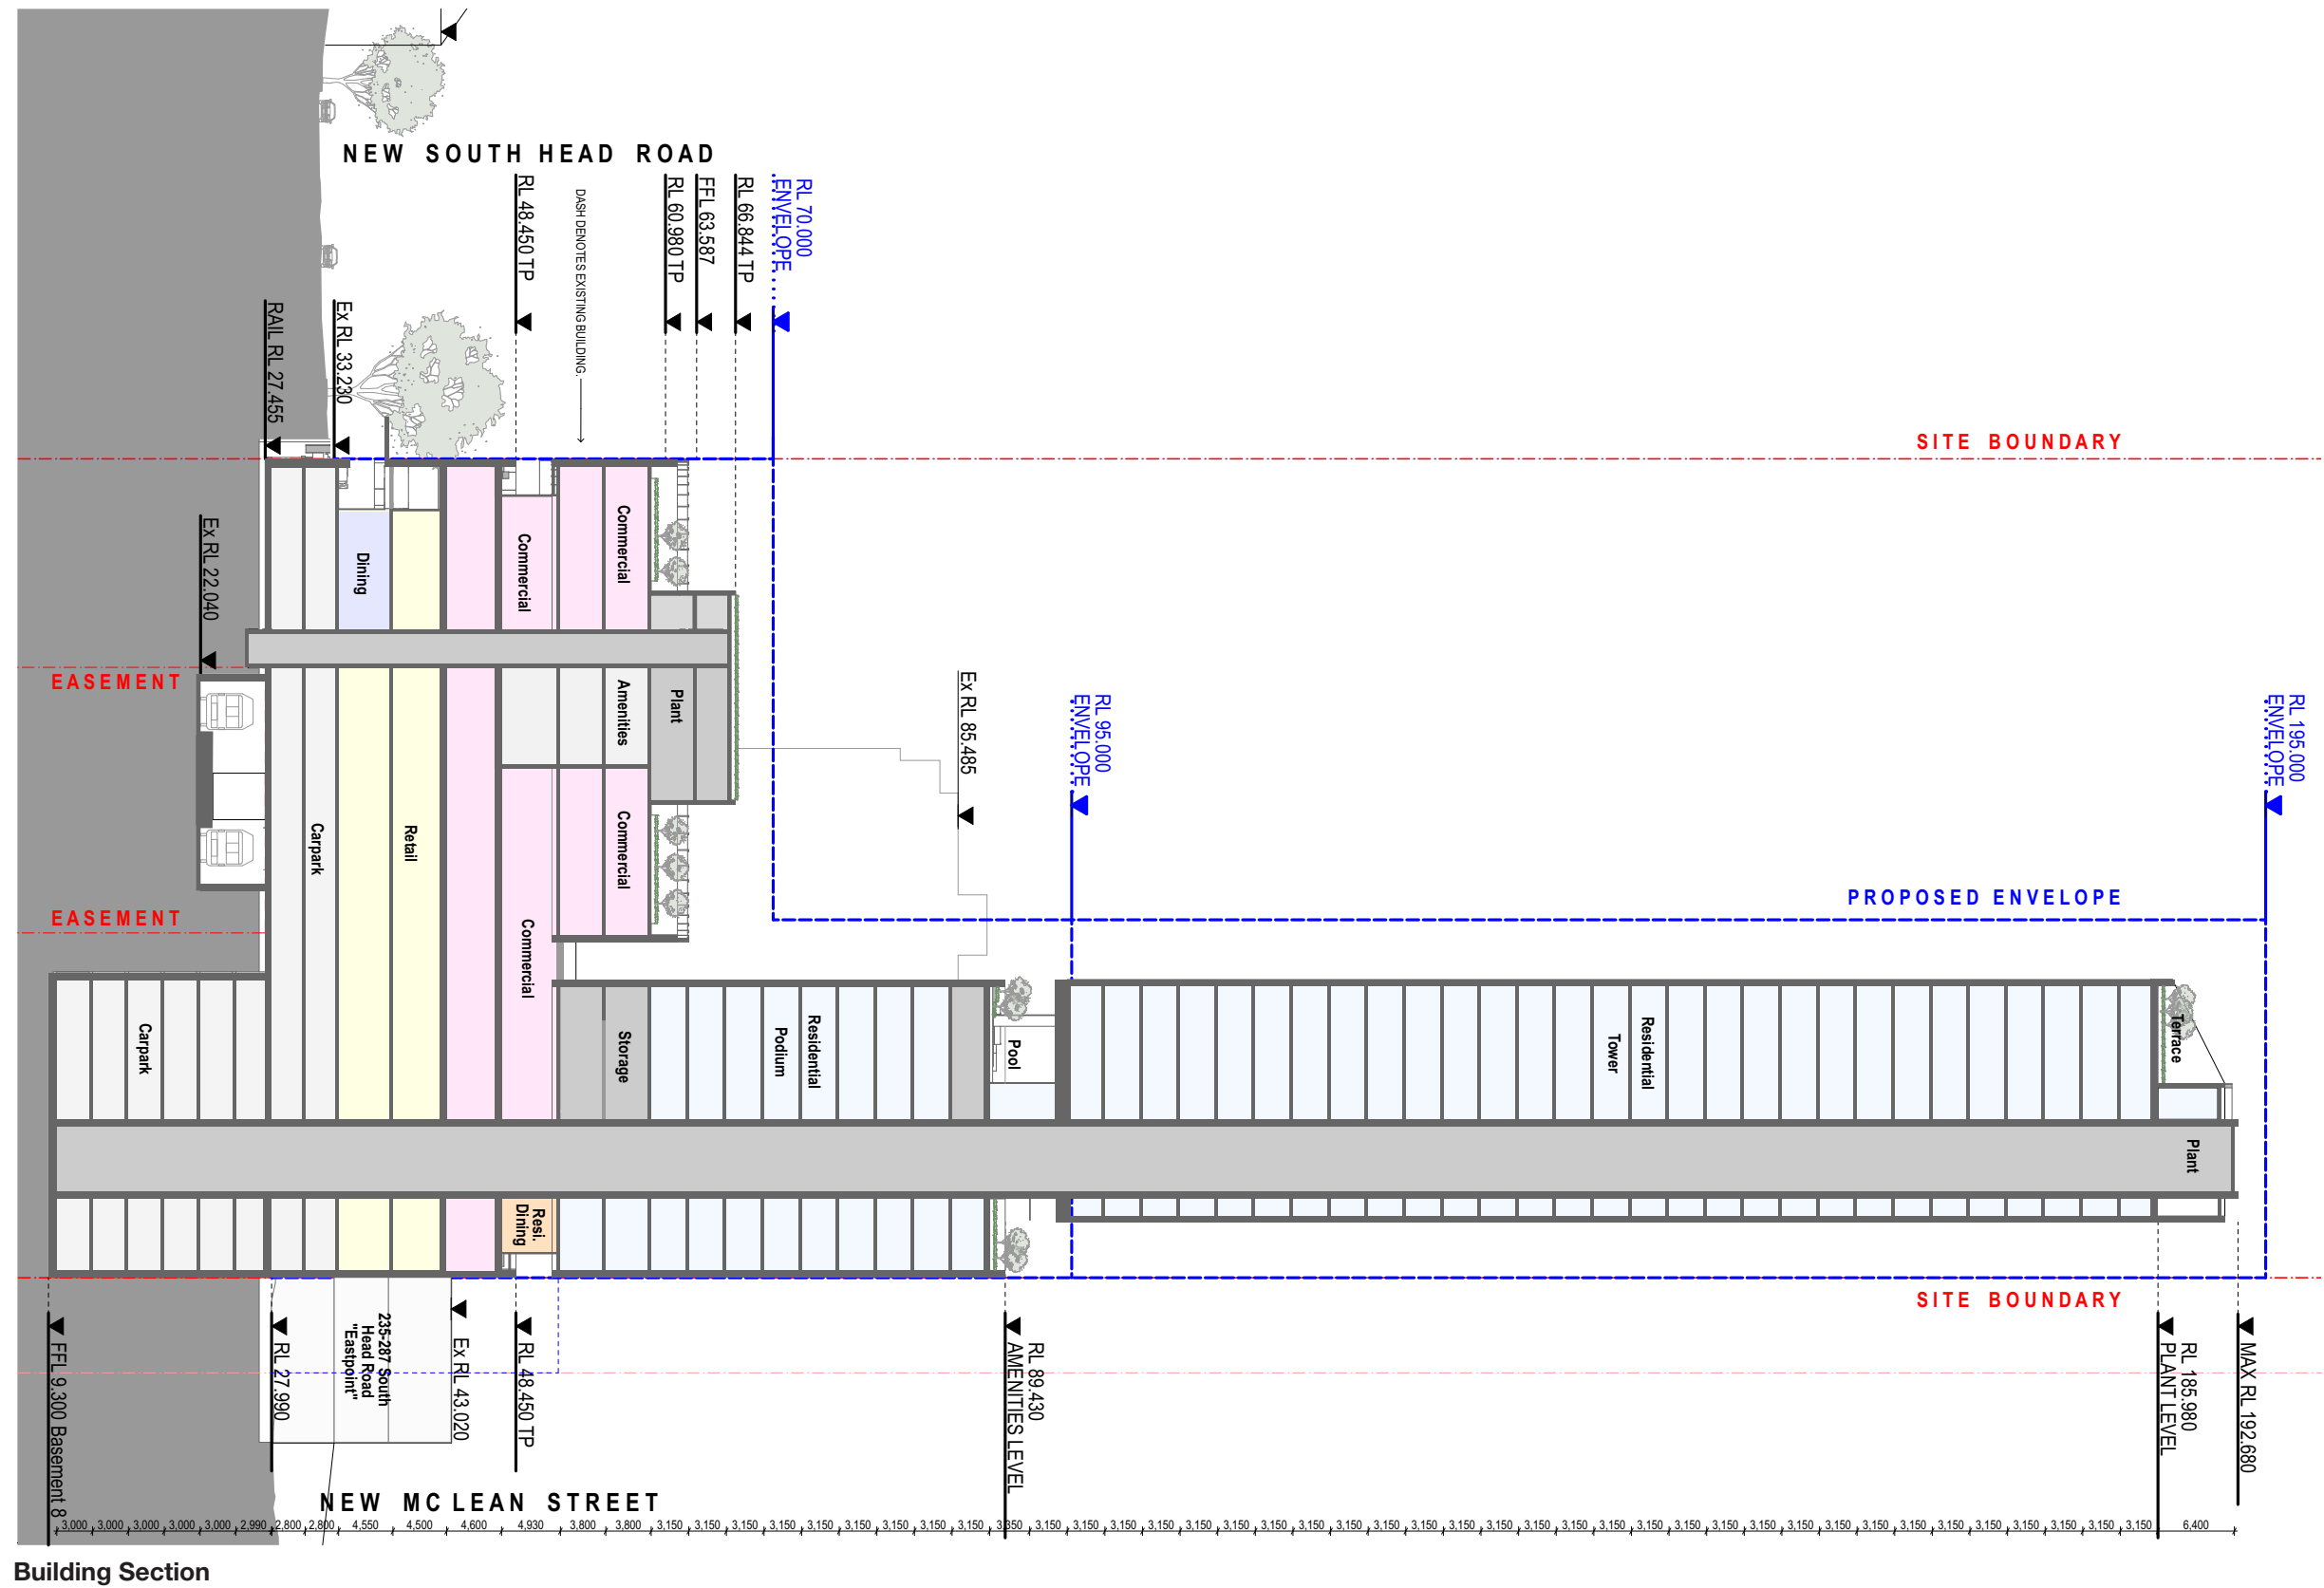 NEW SOUTH HEAD ROAD
RL 48.450 TP
DASH DENOTES EXISTING BUILDING.
RL 60.980 TP
FFL 63.587
RL 66.844 TP
RL 70.000
ENVELOPE
RAIL RL 27.455
Ex RL 33.230
SITE BOUNDARY
Ex RL 22.040
EASEMENT
EASEMENT
Dining
Commercial
Commercial
Amenities
Plant
Carpark
Retail
Commercial
Commercial
Ex RL 85.485
RL 95.000
ENVELOPE
RL 195.000
ENVELOPE
PROPOSED ENVELOPE
Carpark
Storage
Residential
Podium
Pool
Residential
Tower
Terrace
Plant
Resi.
Dining
SITE BOUNDARY
FFL 9.300 Basement 8
RL 27.990
235-287 South
Head Road
"Eastpoint"
Ex RL 43.020
RL 48.450 TP
RL 89.430
AMENITIES LEVEL
RL 185.980
PLANT LEVEL
MAX RL 192.680
NEW MCLEAN STREET
3,000 3,000 3,000 3,000 3,000 2,990 2,800 2,800 4,550 4,500 4,600 4,930 3,800 3,800 3,150 3,150 3,150 3,150 3,150 3,150 3,150 3,150 3,150 3,150 3,150 3,150 3,150 3,150 3,150 3,150 3,150 3,150 3,150 3,150 3,150 3,150 3,150 3,150 3,150 3,150 3,150 3,150 3,150 3,150 3,150 3,150 3,150 3,150 3,150 3,150 3,150 3,150 6,400
Building Section